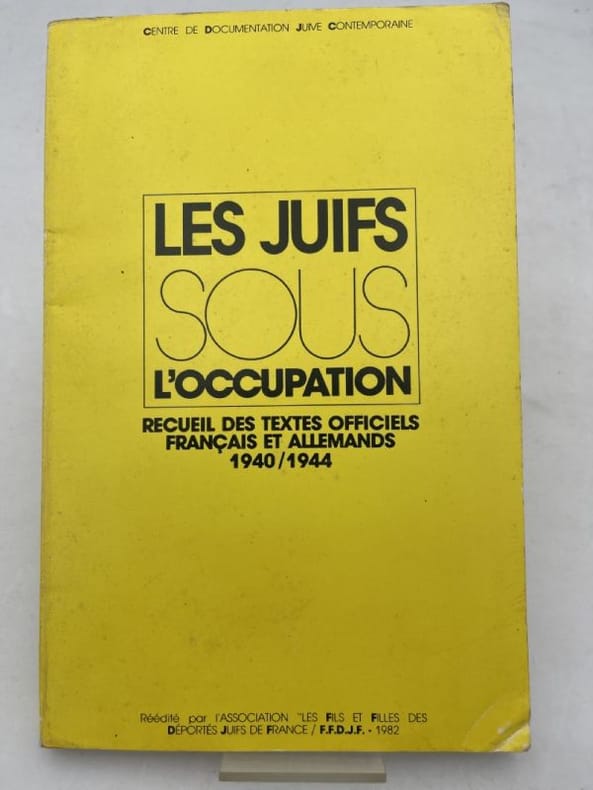 CENTRE DE DOCUMENTATION JUIVE CONTEMPORAINE
LES JUIFS
SOUS
L'OCCUPATION
RECUEIL DES TEXTES OFFICIELS
FRANÇAIS ET ALLEMANDS
1940/1944
Réédité par l'ASSOCIATION "LES FILS ET FILLES DES
DÉPORTÉS JUIFS DE FRANCE / F.F.D.J.F. - 1982